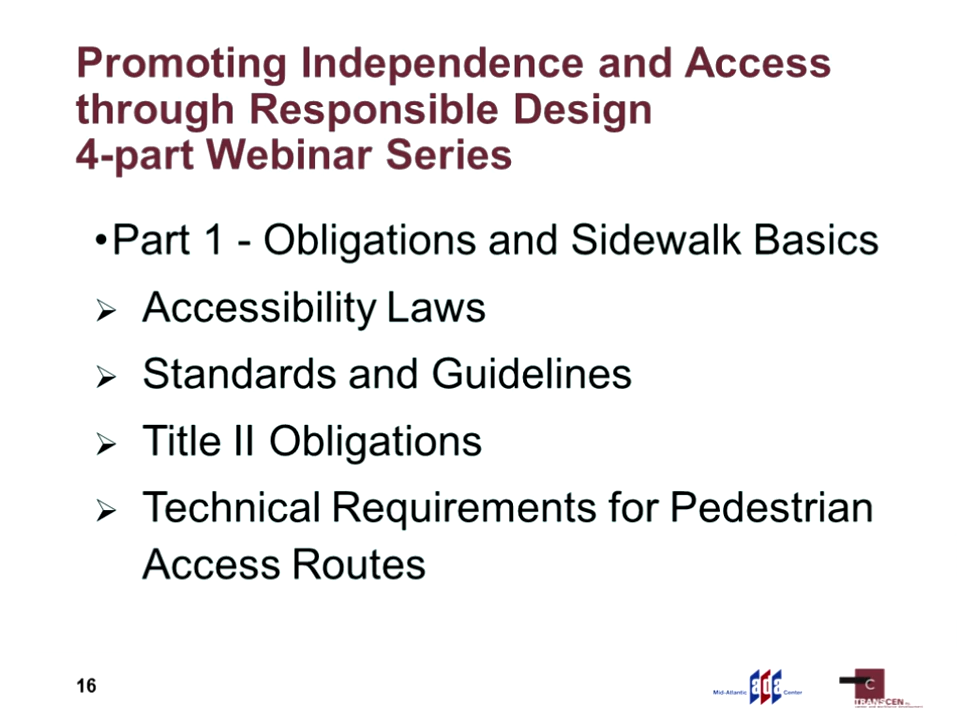 Promoting Independence and Access
through Responsible Design
4-part Webinar Series
•Part 1 - Obligations and Sidewalk Basics
➢ Accessibility Laws
➢ Standards and Guidelines
➢ Title II Obligations
➢ Technical Requirements for Pedestrian
Access Routes
16
Mid-Atlantic ada Center
C
TRANSCEN